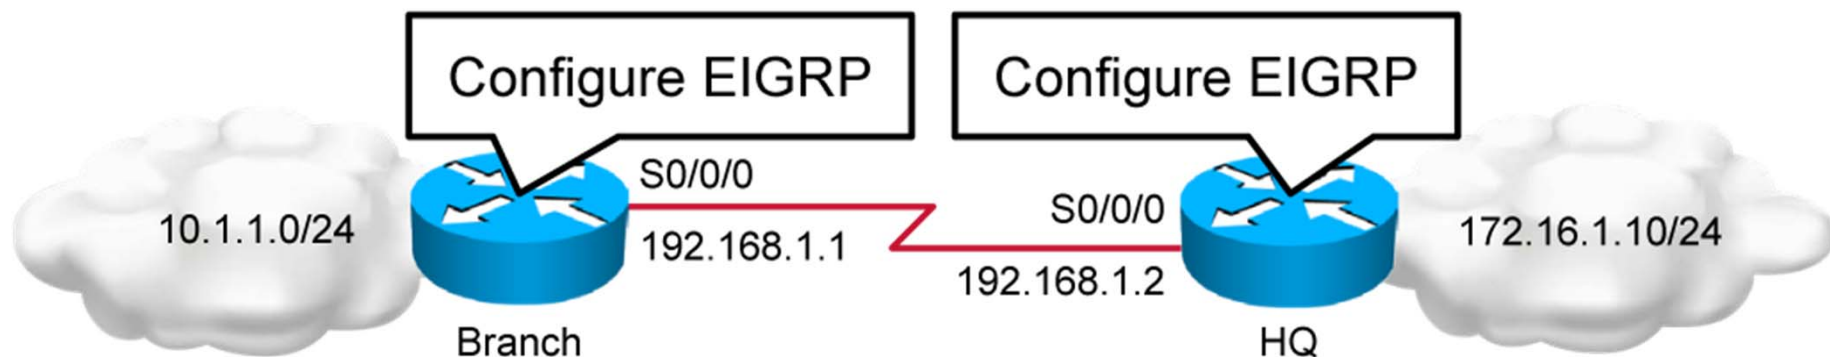 Configure EIGRP
Configure EIGRP
10.1.1.0/24
S0/0/0
192.168.1.1
S0/0/0
192.168.1.2
172.16.1.10/24
Branch
HQ